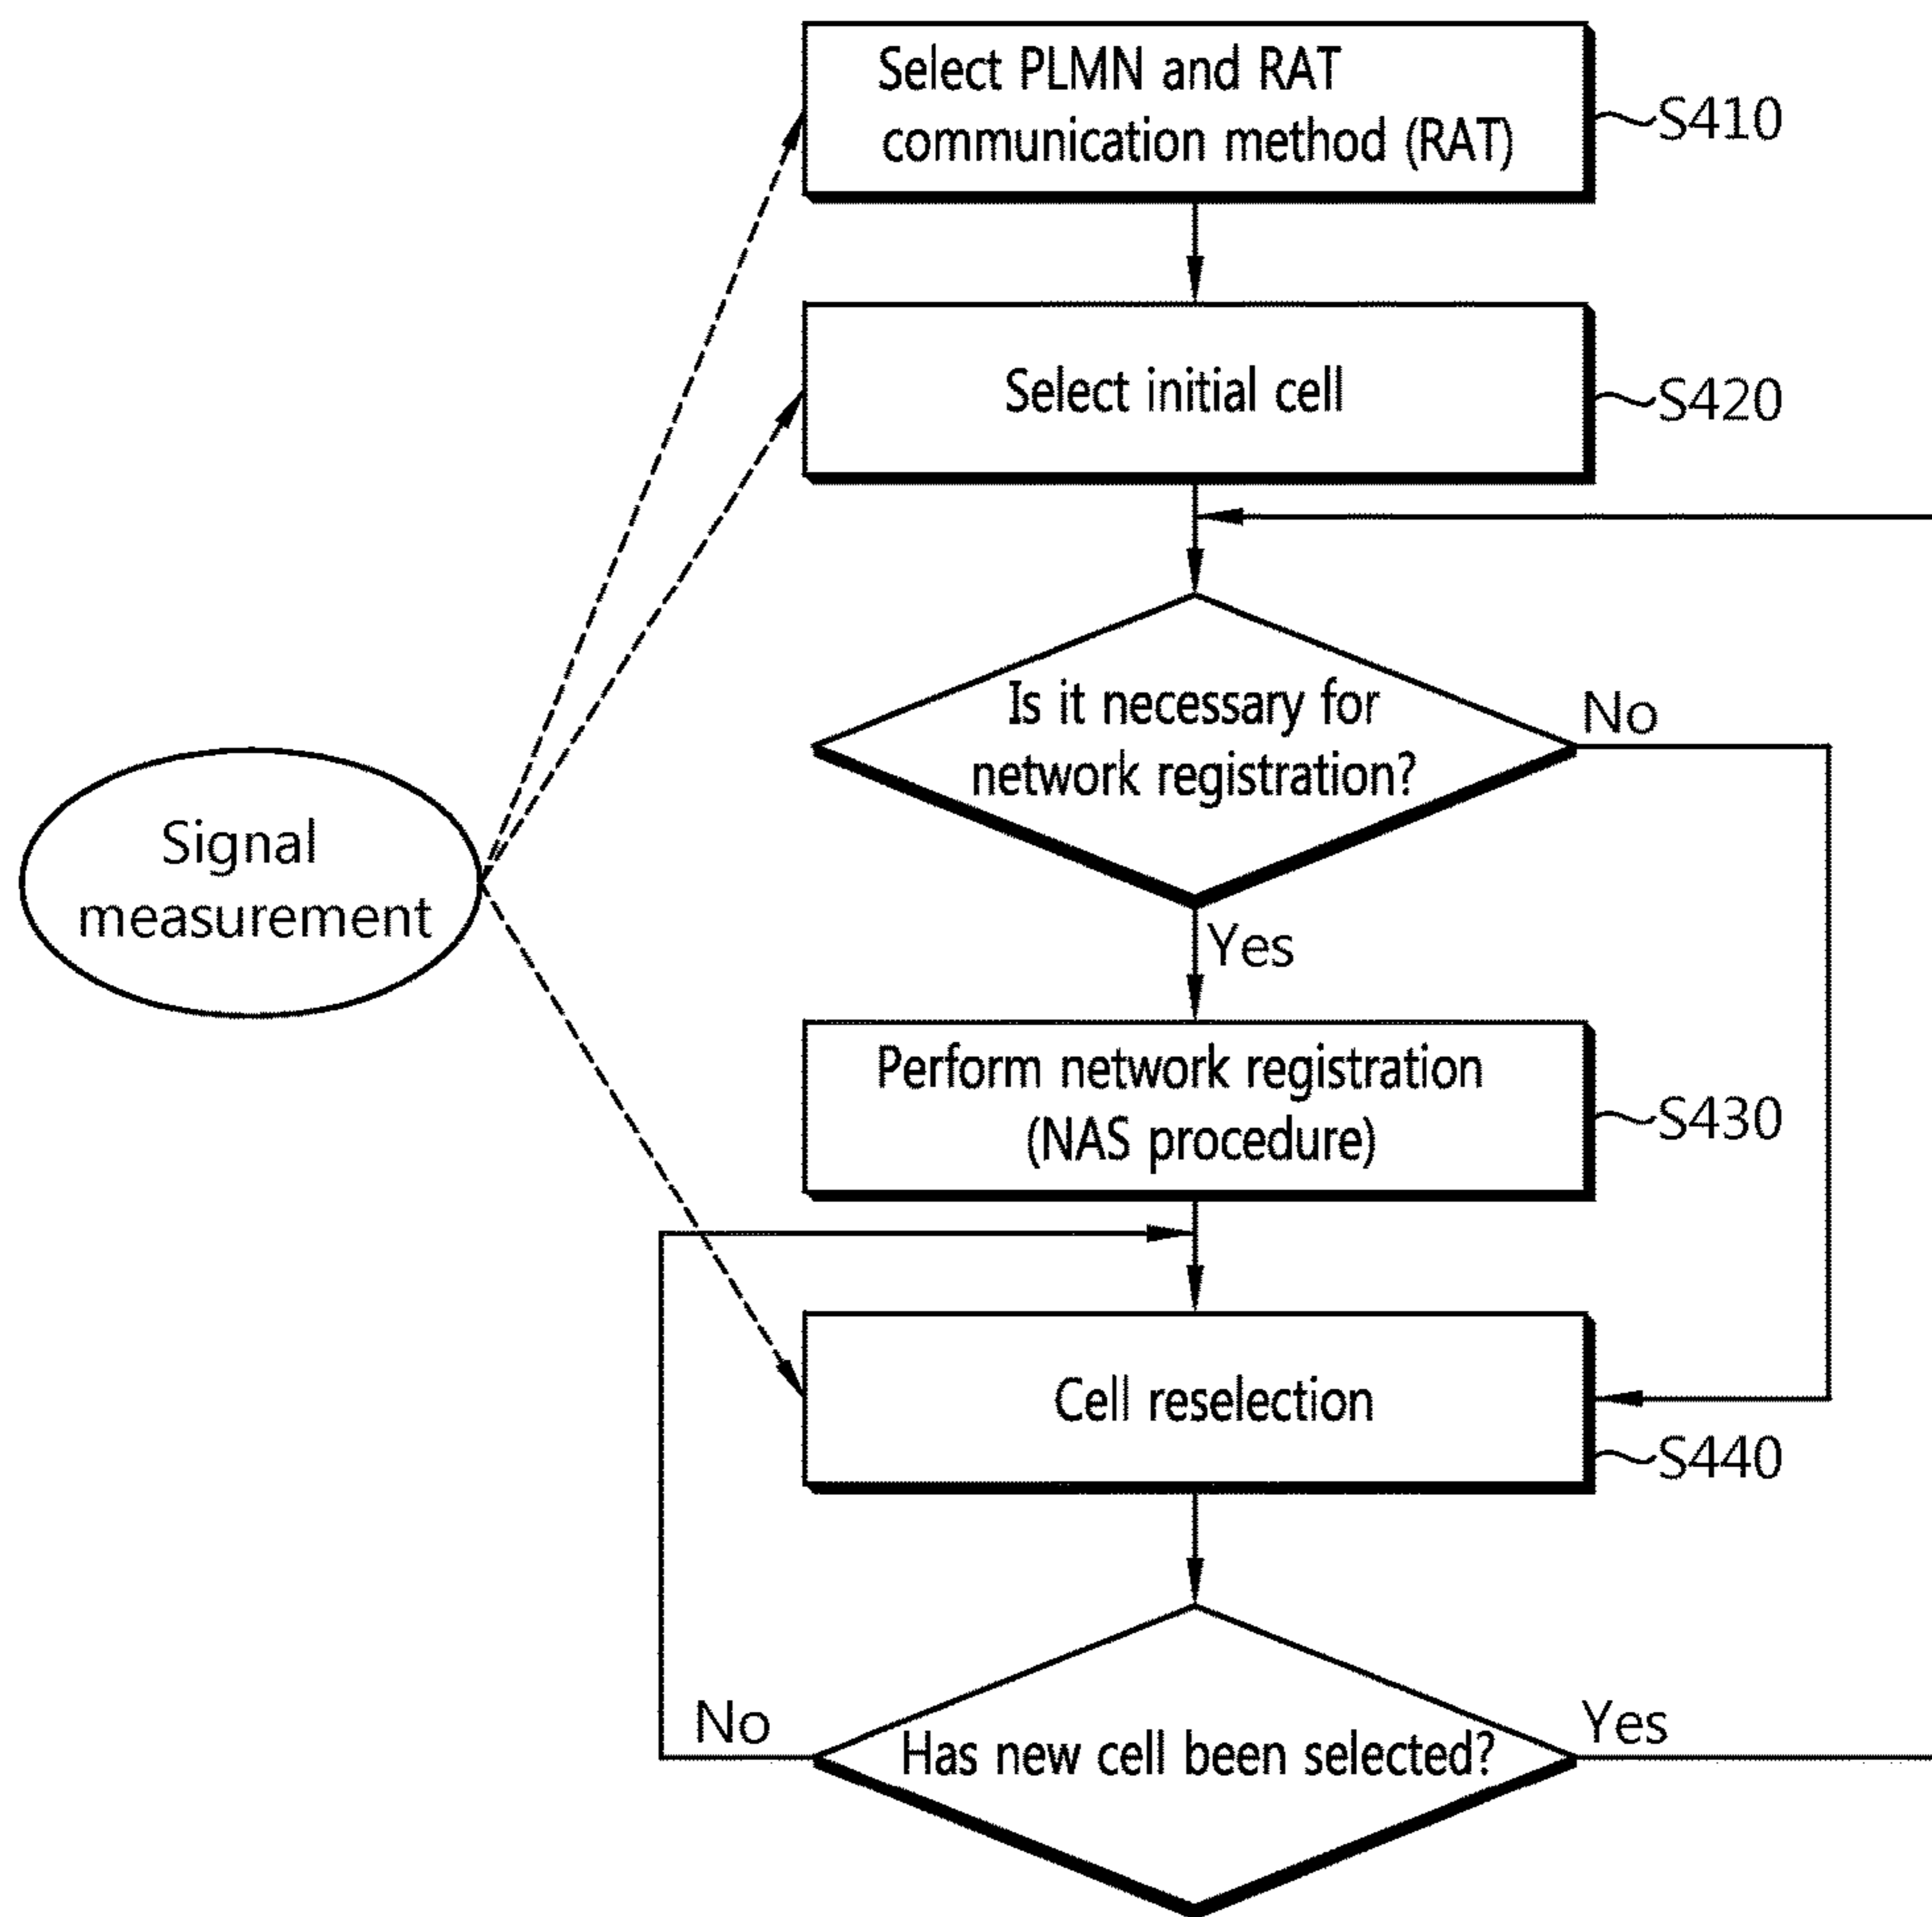 Select PLMN and RAT
communication method (RAT)
S410
Select initial cell
S420
Is it necessary for
network registration?
No
Signal
measurement
Yes
Perform network registration
(NAS procedure)
S430
Cell reselection
S440
No
Has new cell been selected?
Yes